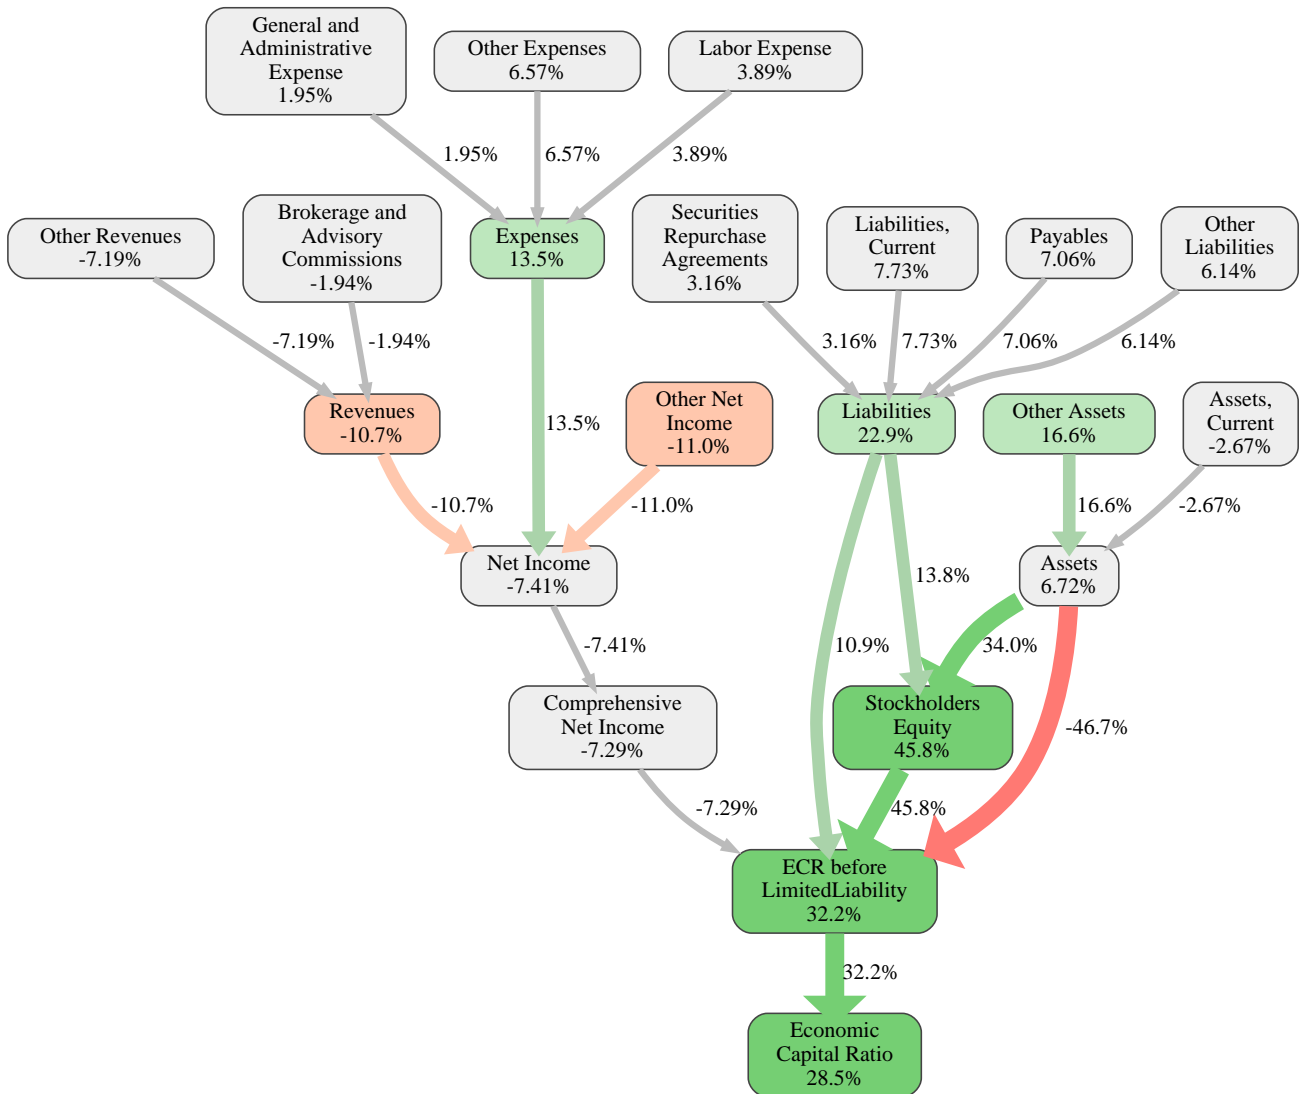 General and
Administrative
Expense
1.95%
Other Expenses
6.57%
Labor Expense
3.89%
1.95%
6.57%
3.89%
Other Revenues
-7.19%
Brokerage and
Advisory
Commissions
-1.94%
Expenses
13.5%
Securities
Repurchase
Agreements
3.16%
Liabilities,
Current
7.73%
Payables
7.06%
Other
Liabilities
6.14%
-7.19%
-1.94%
3.16%
7.73%
7.06%
6.14%
Revenues
-10.7%
13.5%
Other Net
Income
-11.0%
Liabilities
22.9%
Other Assets
16.6%
Assets,
Current
-2.67%
-10.7%
-11.0%
16.6%
-2.67%
Net Income
-7.41%
13.8%
Assets
6.72%
-7.41%
10.9%
34.0%
Comprehensive
Net Income
-7.29%
Stockholders
Equity
45.8%
-46.7%
-7.29%
45.8%
ECR before
LimitedLiability
32.2%
32.2%
Economic
Capital Ratio
28.5%